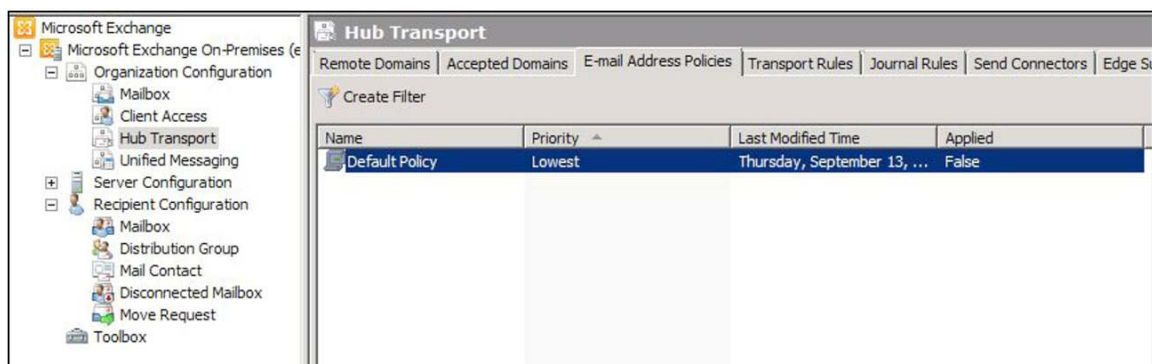 Microsoft Exchange
Microsoft Exchange On-Premises (e
Organization Configuration
Mailbox
Client Access
Hub Transport
Unified Messaging
Server Configuration
Recipient Configuration
Mailbox
Distribution Group
Mail Contact
Disconnected Mailbox
Move Request
Toolbox
Hub Transport
Remote Domains Accepted Domains E-mail Address Policies Transport Rules Journal Rules Send Connectors Edge Su
Create Filter
Name Priority Last Modified Time Applied
Default Policy Lowest Thursday, September 13, ... False